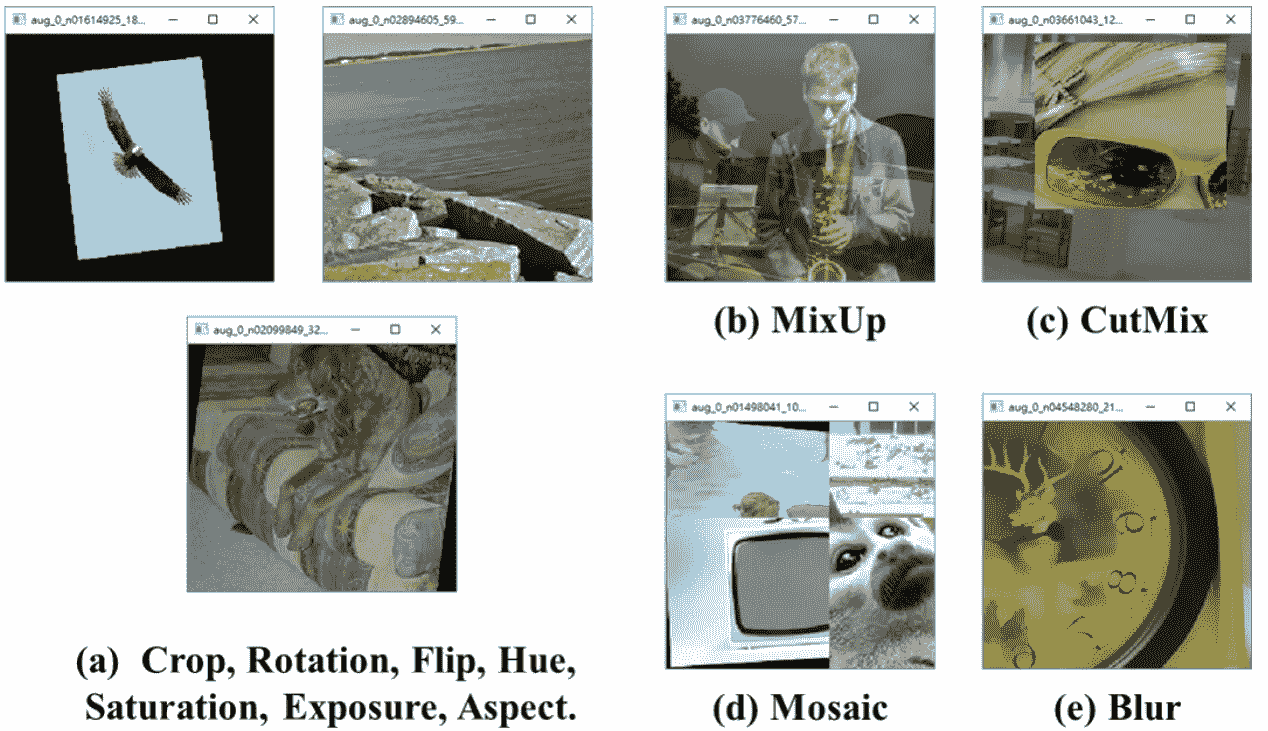 aug_0_n01614925_18...
aug_0_n02894605_59...
aug_0_n03776460_57...
aug_0_n03661043_12...
(b) MixUp
(c) CutMix
aug_0_n02099849_32...
aug_0_n01498041_10...
aug_0_n04548280_21...
(a) Crop, Rotation, Flip, Hue,
Saturation, Exposure, Aspect.
(d) Mosaic
(e) Blur